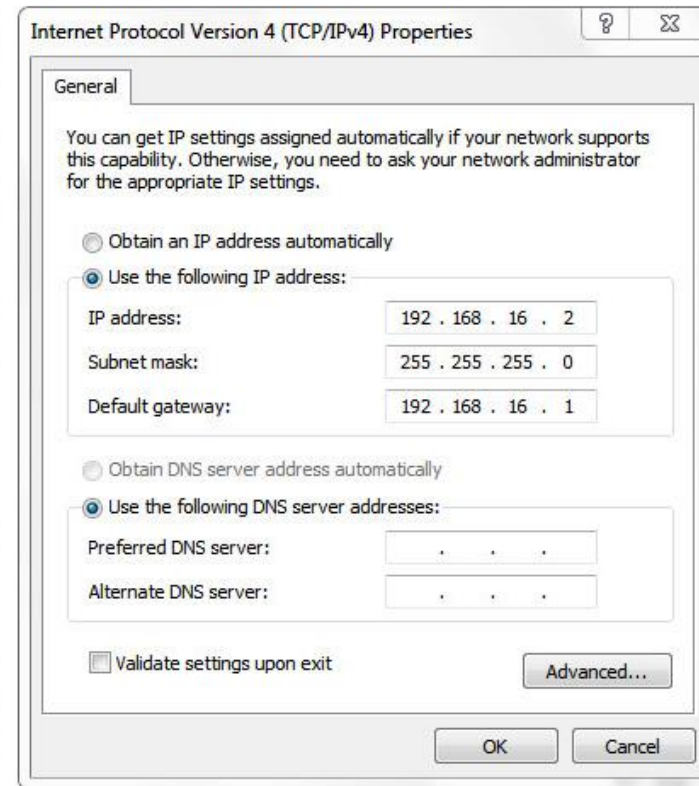 Internet Protocol Version 4 (TCP/IPv4) Properties
General
You can get IP settings assigned automatically if your network supports
this capability. Otherwise, you need to ask your network administrator
for the appropriate IP settings.
Obtain an IP address automatically
Use the following IP address:
IP address: 192 . 168 . 16 . 2
Subnet mask: 255 . 255 . 255 . 0
Default gateway: 192 . 168 . 16 . 1
Obtain DNS server address automatically
Use the following DNS server addresses:
Preferred DNS server: . . .
Alternate DNS server: . . .
Validate settings upon exit
Advanced...
OK Cancel